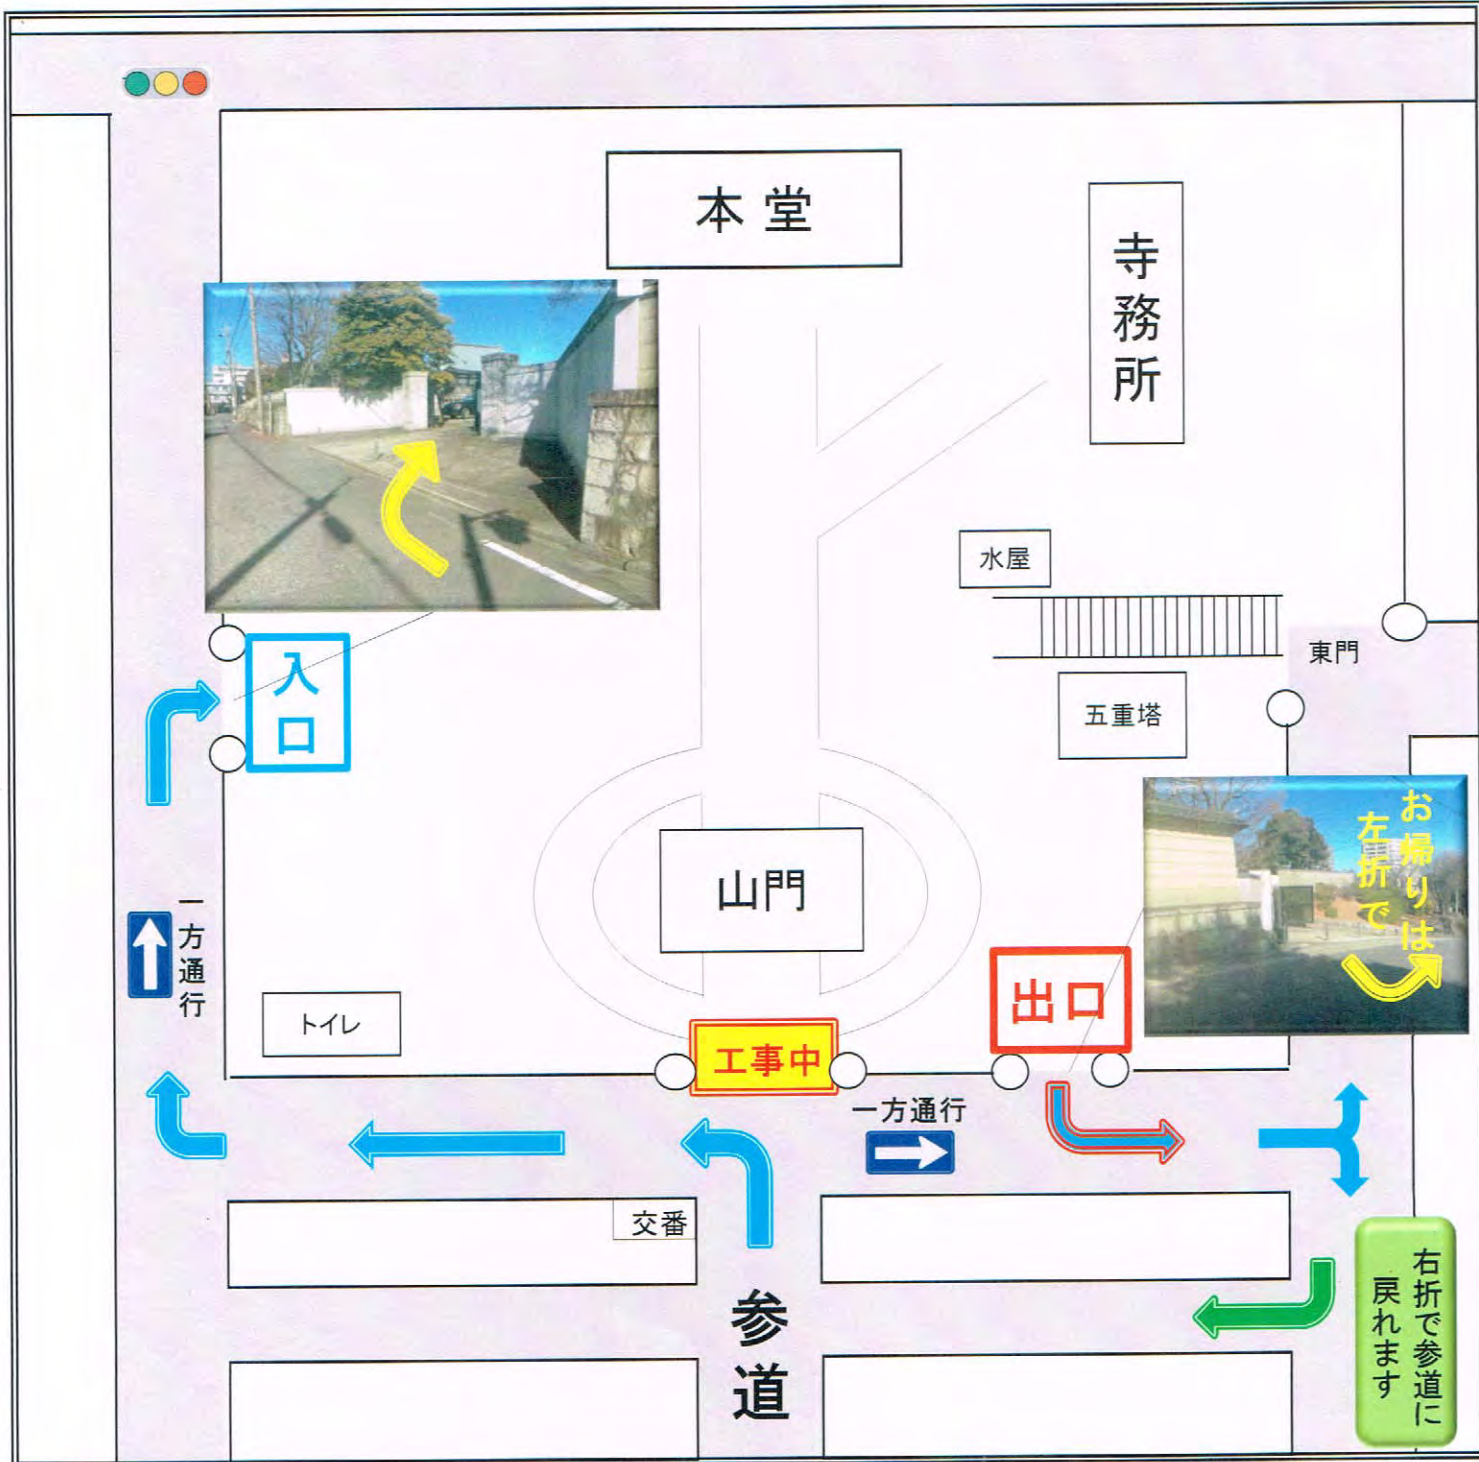 本堂
寺務所
水屋
東門
五重塔
入口
お帰りは
左折で
山門
一方通行
出口
トイレ
工事中
一方通行
交番
参道
右折で参道に
戻れます